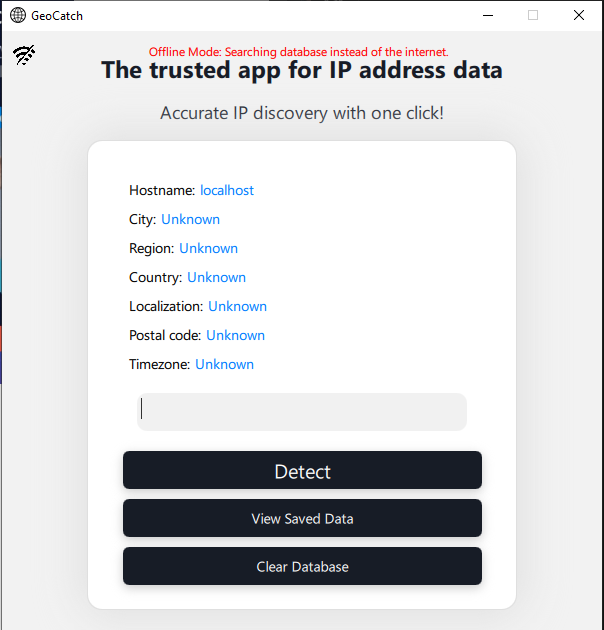 GeoCatch
Offline Mode: Searching database instead of the internet.
The trusted app for IP address data
Accurate IP discovery with one click!
Hostname: localhost
City: Unknown
Region: Unknown
Country: Unknown
Localization: Unknown
Postal code: Unknown
Timezone: Unknown
Detect
View Saved Data
Clear Database